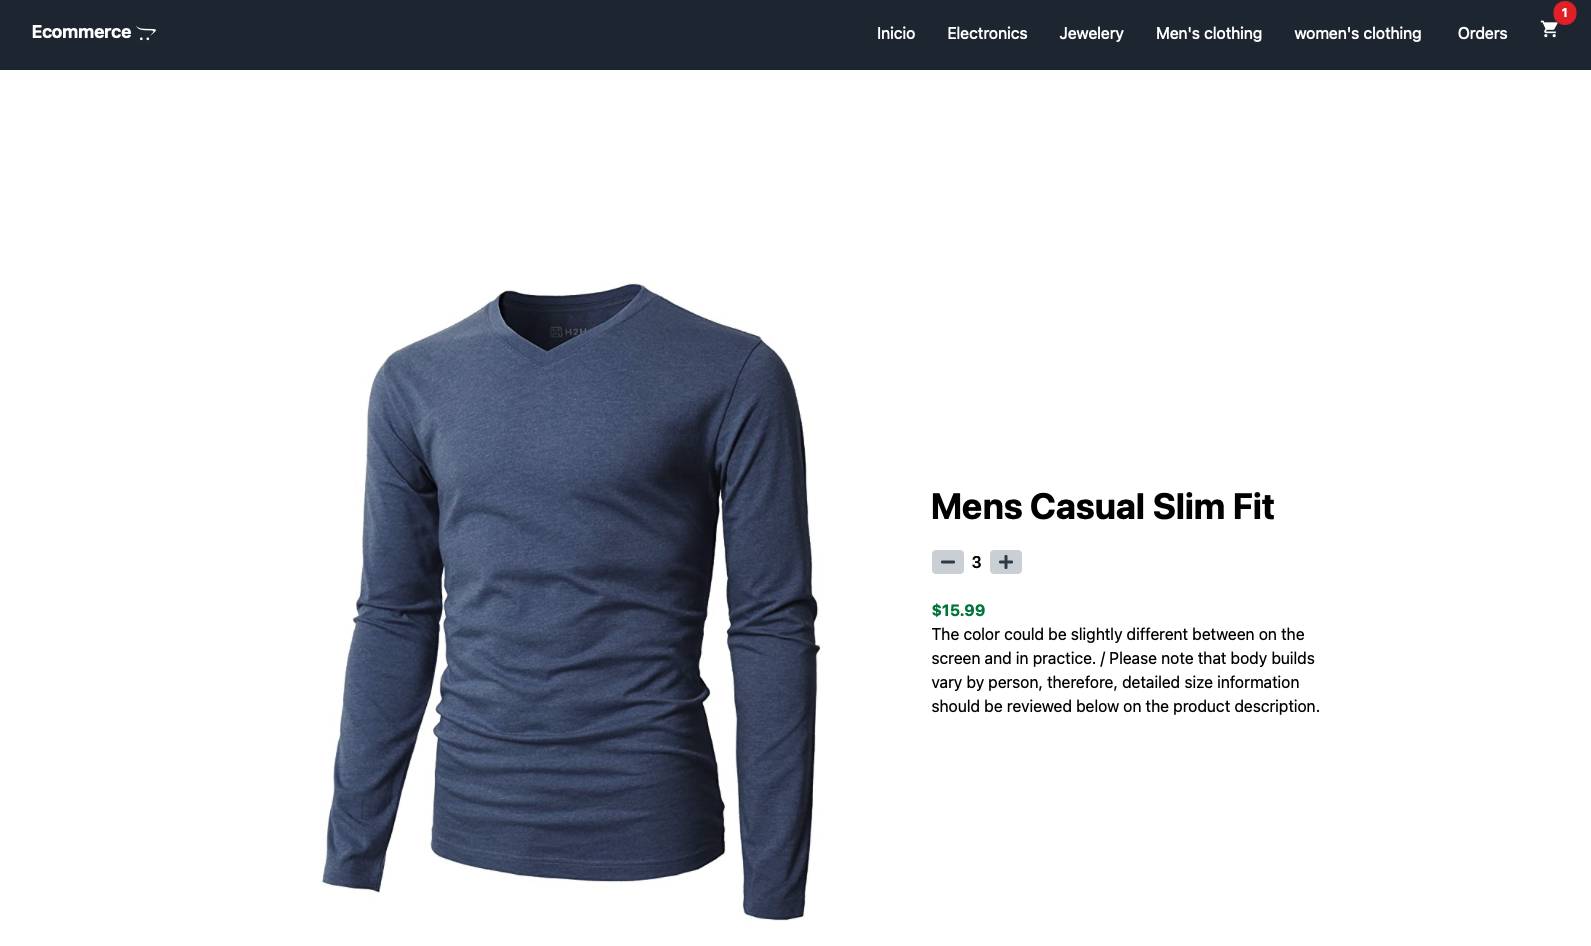 Ecommerce
Inicio
Electronics
Jewelery
Men's clothing
women's clothing
Orders
1
H2H
Mens Casual Slim Fit
3
$15.99
The color could be slightly different between on the
screen and in practice. / Please note that body builds
vary by person, therefore, detailed size information
should be reviewed below on the product description.